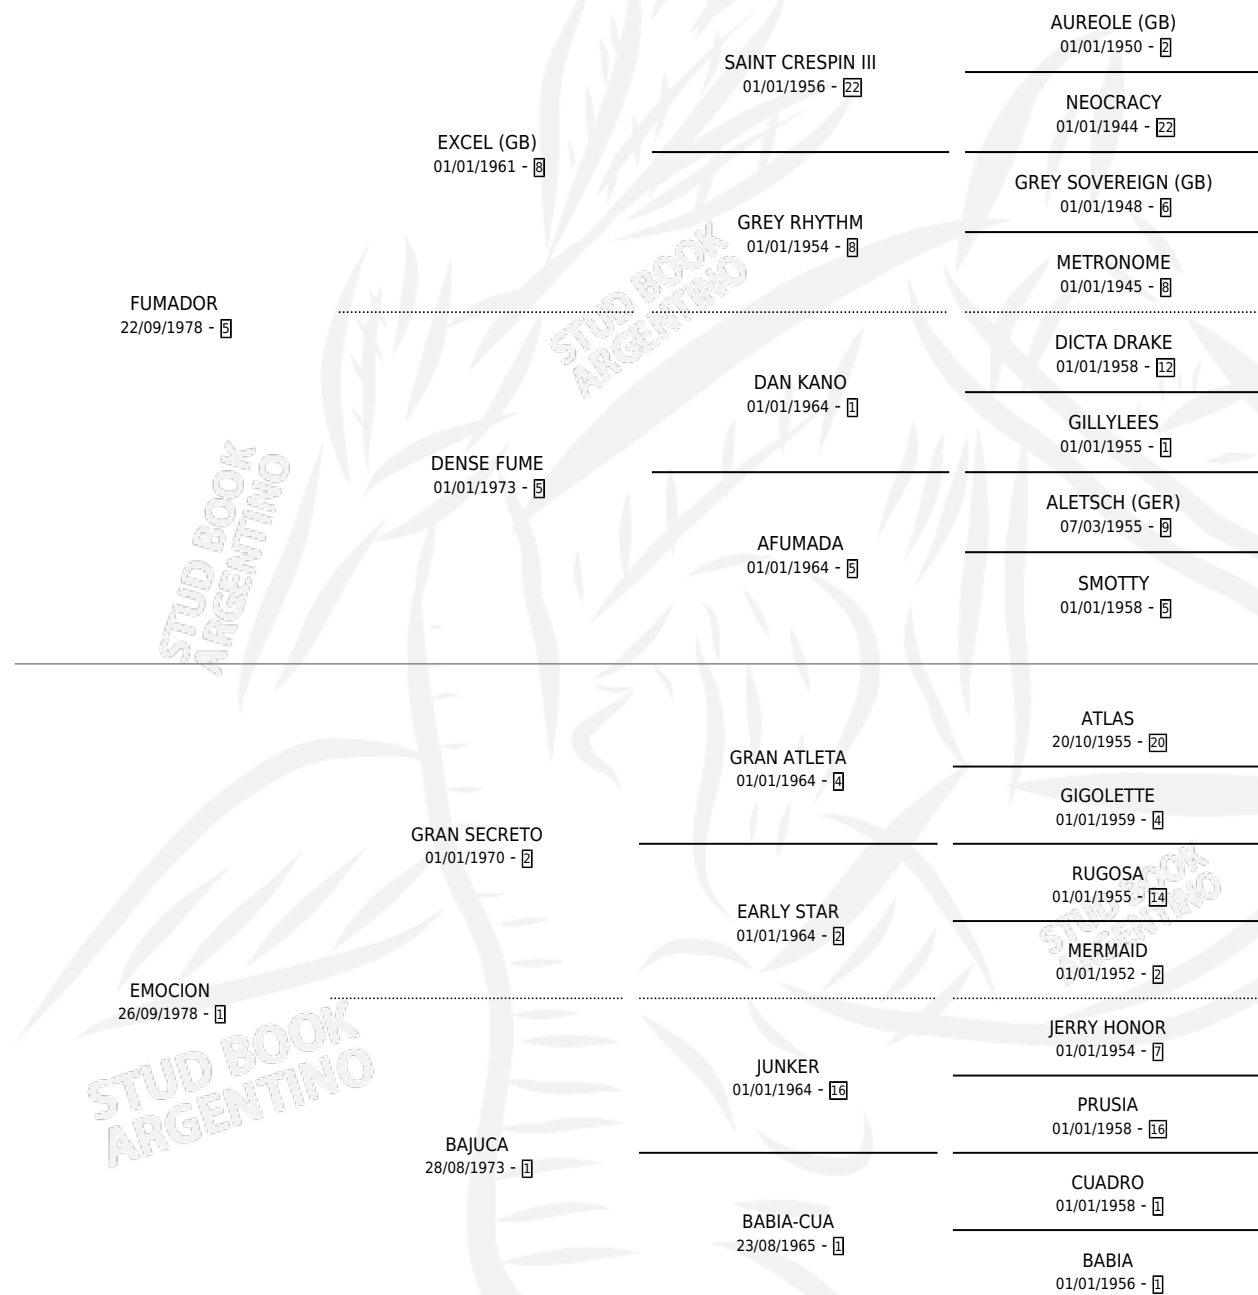 AUREOLE (GB)
01/01/1950 - 2
SAINT CRESPIN III
01/01/1956 - 22
NEOCRACY
01/01/1944 - 22
EXCEL (GB)
01/01/1961 - 8
GREY SOVEREIGN (GB)
01/01/1948 - 6
GREY RHYTHM
01/01/1954 - 8
METRONOME
01/01/1945 - 8
FUMADOR
22/09/1978 - 5
DICTA DRAKE
01/01/1958 - 12
DAN KANO
01/01/1964 - 1
GILLYLEES
01/01/1955 - 1
DENSE FUME
01/01/1973 - 5
ALETSCH (GER)
07/03/1955 - 9
AFUMADA
01/01/1964 - 5
SMOTTY
01/01/1958 - 5
STUD BOOK
ARGENTINO
STUD BOOK
ARGENTINO
ATLAS
20/10/1955 - 20
GRAN ATLETA
01/01/1964 - 4
GIGOLETTE
01/01/1959 - 4
GRAN SECRETO
01/01/1970 - 2
RUGOSA
01/01/1955 - 14
EARLY STAR
01/01/1964 - 2
MERMAID
01/01/1952 - 2
EMOCION
26/09/1978 - 1
JERRY HONOR
01/01/1954 - 7
JUNKER
01/01/1964 - 16
PRUSIA
01/01/1958 - 16
BAJUCA
28/08/1973 - 1
CUADRO
01/01/1958 - 1
BABIA-CUA
23/08/1965 - 1
BABIA
01/01/1956 - 1
STUD BOOK
ARGENTINO
STUD BOOK
ARGENTINO